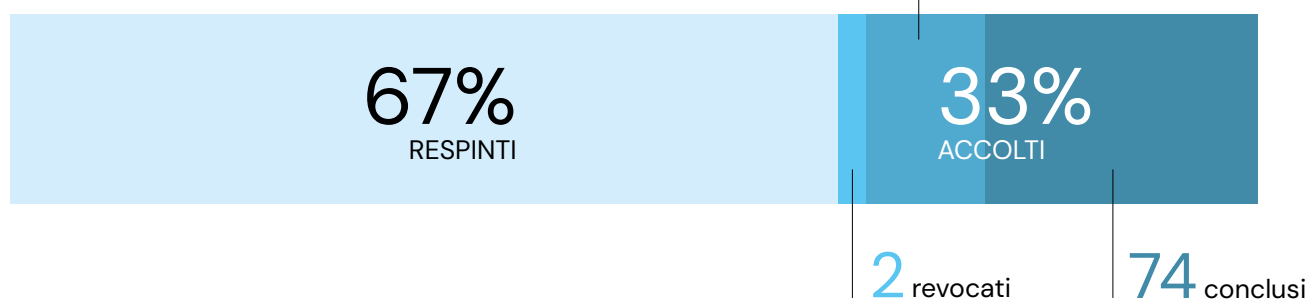 67%
RESPINTI
33%
ACCOLTI
2 revocati
74 conclusi